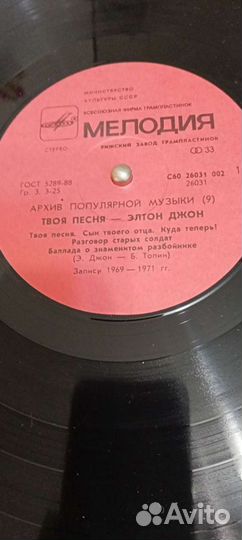 МИНИСТЕРСТВО
КУЛЬТУРЫ СССР
ВСЕСОЮЗНАЯ ФИРМА ГРАМПЛАСТИНОК
МЕЛОДИЯ
СТЕРЕО
РИЖСКИЙ ЗАВОД ГРАМПЛАСТИНОК
33
ГОСТ 5289-88
Гр. 3. 3-25
С60 26031 002
26031
1
АРХИВ ПОПУЛЯРНОЙ МУЗЫКИ (9)
ТВОЯ ПЕСНЯ — ЭЛТОН ДЖОН
Твоя песня. Сын твоего отца. Куда теперь?
Разговор старых солдат
Баллада о знаменитом разбойнике
(Э. Джон — Б. Топин)
Записи 1969 — 1971 гг.
Avito